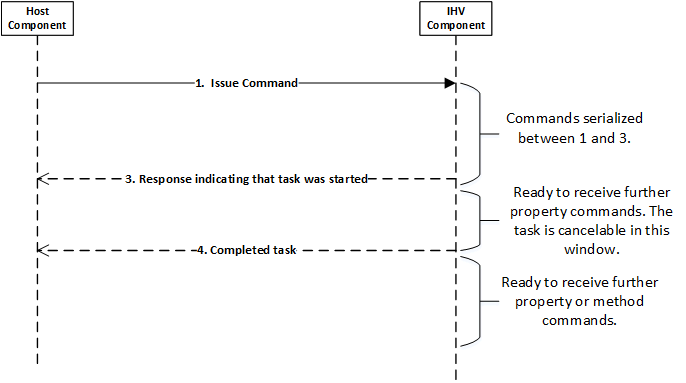 Host
Component
IHV
Component
1. Issue Command
Commands serialized
between 1 and 3.
3. Response indicating that task was started
Ready to receive further
property commands. The
task is cancelable in this
window.
4. Completed task
Ready to receive further
property or method
commands.